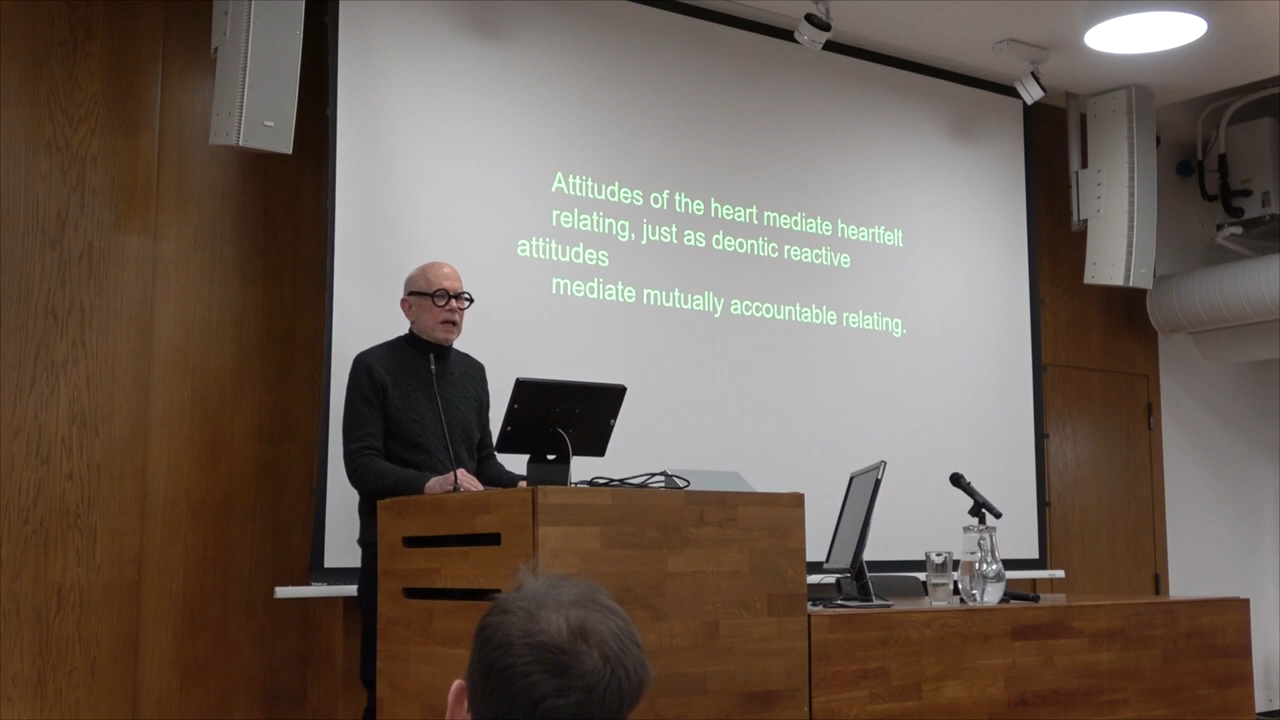 Attitudes of the heart mediate heartfelt
relating, just as deontic reactive
attitudes
mediate mutually accountable relating.